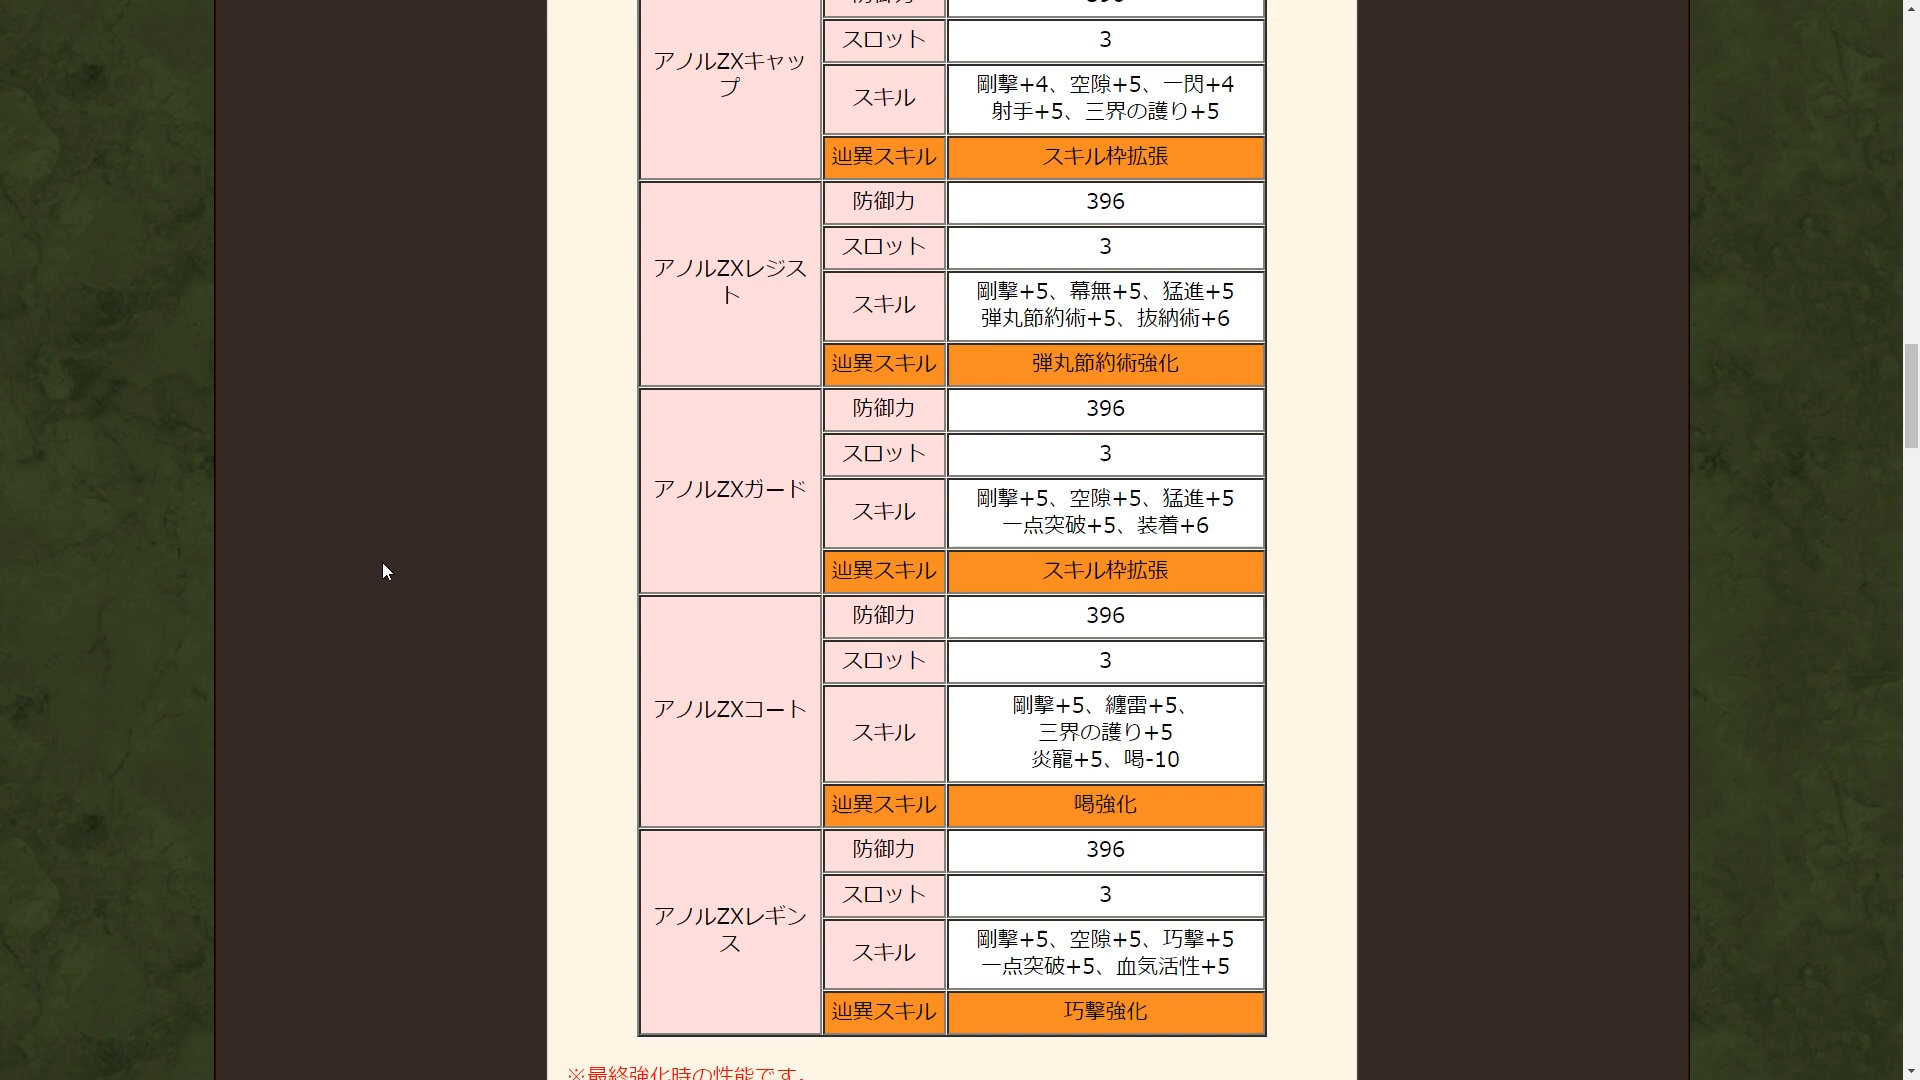 アノルZXキャッ
プ
スロット 3
スキル
剛撃+4、空隙+5、一閃+4
射手+5、三界の護り+5
辿異スキル スキル枠拡張
アノルZXレジス
ト
防御力 396
スロット 3
スキル
剛撃+5、幕無+5、猛進+5
弾丸節約術+5、抜納術+6
辿異スキル 弾丸節約術強化
アノルZXガード
防御力 396
スロット 3
スキル
剛撃+5、空隙+5、猛進+5
一点突破+5、装着+6
辿異スキル スキル枠拡張
アノルZXコート
防御力 396
スロット 3
スキル
剛撃+5、纏雷+5、
三界の護り+5
炎寵+5、喝-10
辿異スキル 喝強化
アノルZXレギン
ス
防御力 396
スロット 3
スキル
剛撃+5、空隙+5、巧撃+5
一点突破+5、血気活性+5
辿異スキル 巧撃強化
※最終強化時の性能です。